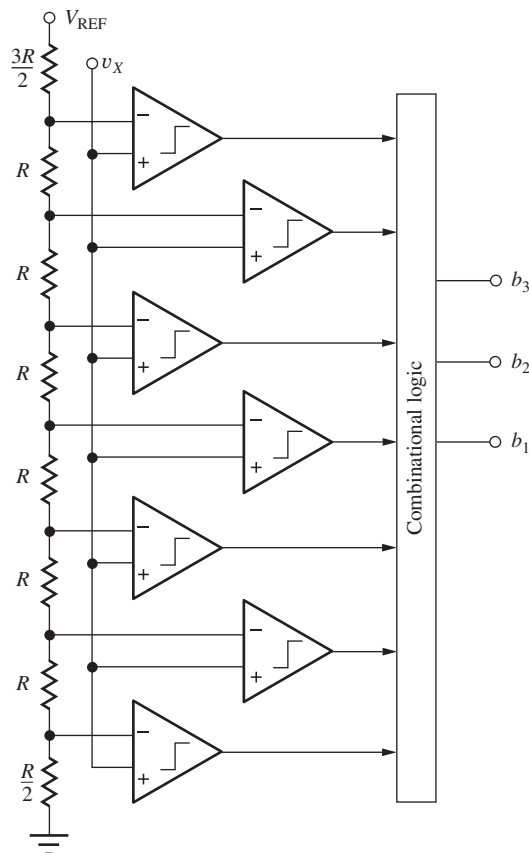 V_REF
3R/2
v_X
−
+
R
−
+
R
b_3
−
+
R
b_2
−
+
b_1
Combinational logic
R
−
+
R
−
+
R
−
+
R/2